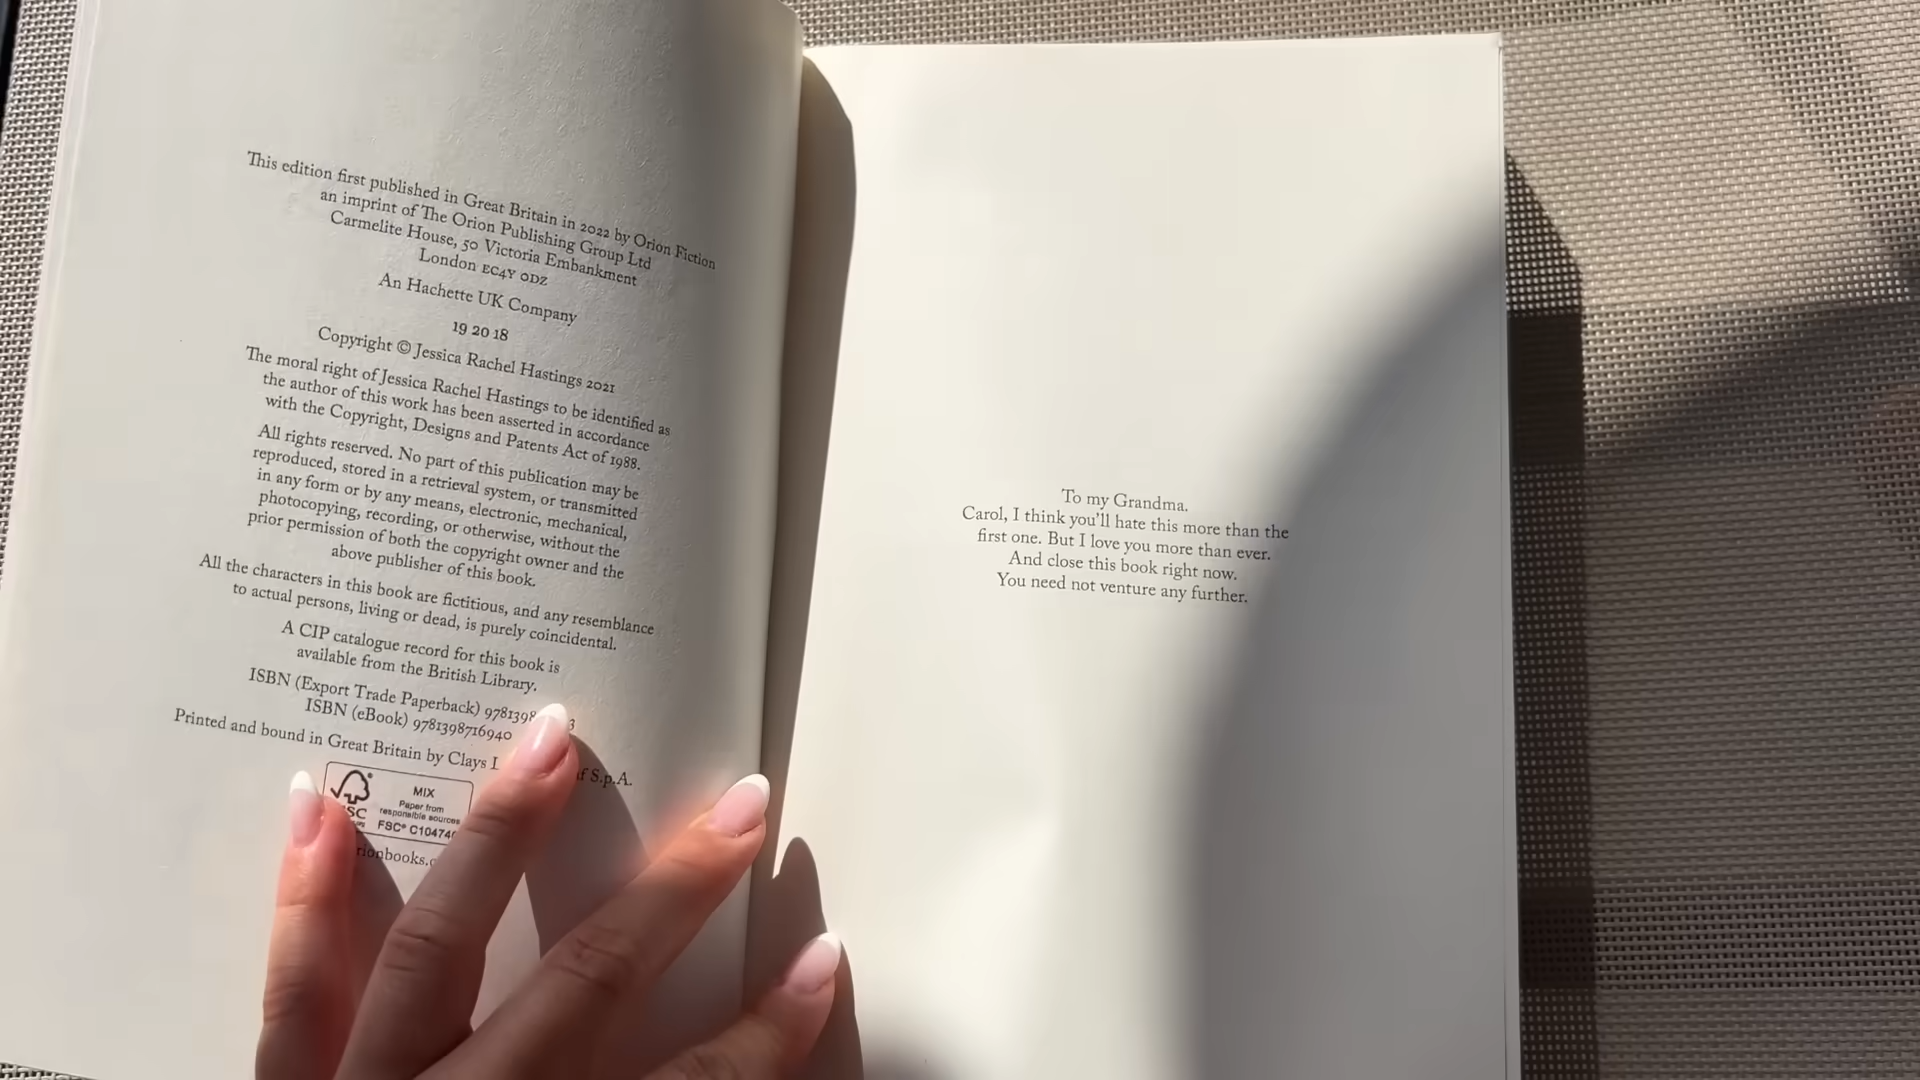 This edition first published in Great Britain in 2022 by Orion Fiction
an imprint of The Orion Publishing Group Ltd
Carmelite House, 50 Victoria Embankment
London EC4Y 0DZ
An Hachette UK Company
19 20 18
Copyright © Jessica Rachel Hastings 2021
The moral right of Jessica Rachel Hastings to be identified as
the author of this work has been asserted in accordance
with the Copyright, Designs and Patents Act of 1988.
All rights reserved. No part of this publication may be
reproduced, stored in a retrieval system, or transmitted
in any form or by any means, electronic, mechanical,
photocopying, recording, or otherwise, without the
prior permission of both the copyright owner and the
above publisher of this book.
All the characters in this book are fictitious, and any resemblance
to actual persons, living or dead, is purely coincidental.
A CIP catalogue record for this book is
available from the British Library.
ISBN (Export Trade Paperback)
ISBN (eBook) 9781398716940
Printed and bound in Great Britain by Clays S.p.A.
MIX
Paper from
responsible sources
FSC®
To my Grandma.
Carol, I think you'll hate this more than the
first one. But I love you more than ever.
And close this book right now.
You need not venture any further.